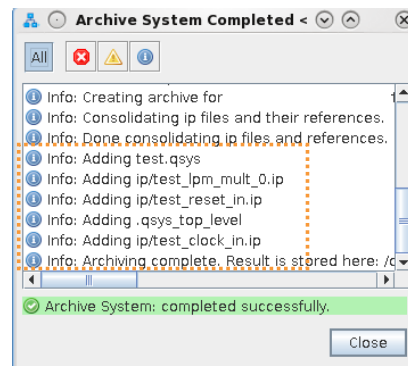 Archive System Completed <
All
Info: Creating archive for
Info: Consolidating ip files and their references.
Info: Done consolidating ip files and references.
Info: Adding test.qsys
Info: Adding ip/test_lpm_mult_0.ip
Info: Adding ip/test_reset_in.ip
Info: Adding .qsys_top_level
Info: Adding ip/test_clock_in.ip
Info: Archiving complete. Result is stored here: /
Archive System: completed successfully.
Close